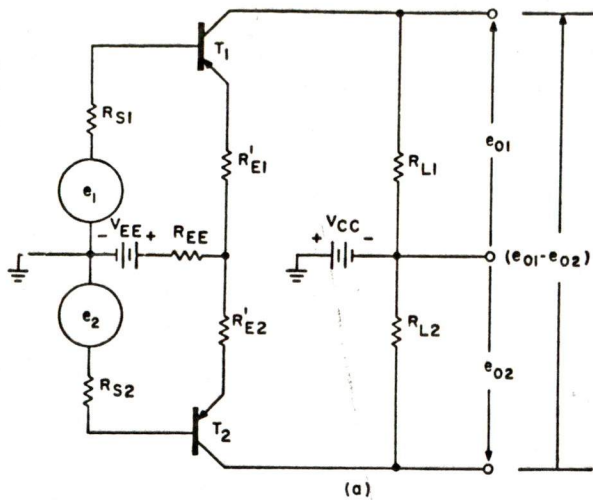 T1
RS1
R'E1
e1
e01
RL1
VEE
- +
REE
VCC
+ -
(e01-e02)
e2
R'E2
RL2
e02
RS2
T2
(a)